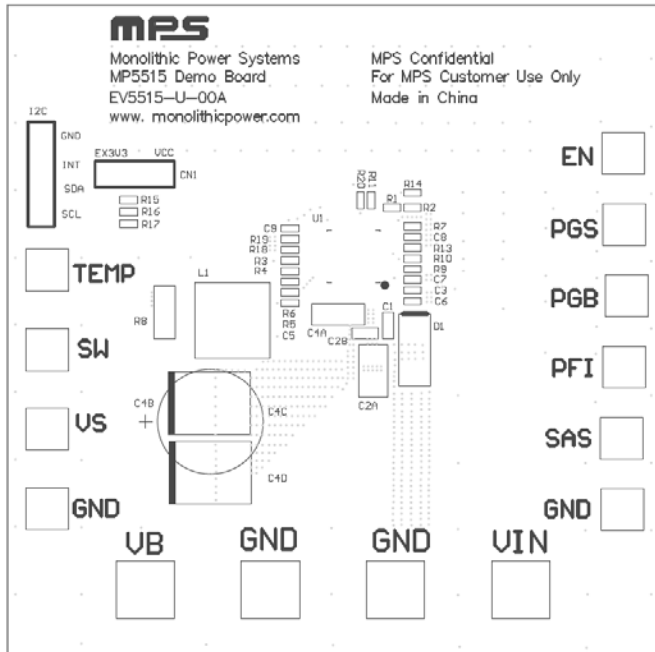 MPS
Monolithic Power Systems
MP5515 Demo Board
EV5515-U-00A
www. monolithicpower.com
MPS Confidential
For MPS Customer Use Only
Made in China
I2C
GND
INT
SDA
SCL
EX3V3 VCC
CN1
R15
R16
R17
TEMP
SW
VS
GND
R8
L1
C9
R19
R18
R3
R4
R6
R5
C5
U1
R20
R11
R14
R1
R2
R7
C8
R13
R10
R9
C7
C3
C6
C4A
C1
C2B
C2A
D1
C4B
+
C4C
C4D
EN
PGS
PGB
PFI
SAS
GND
VB
GND
GND
VIN